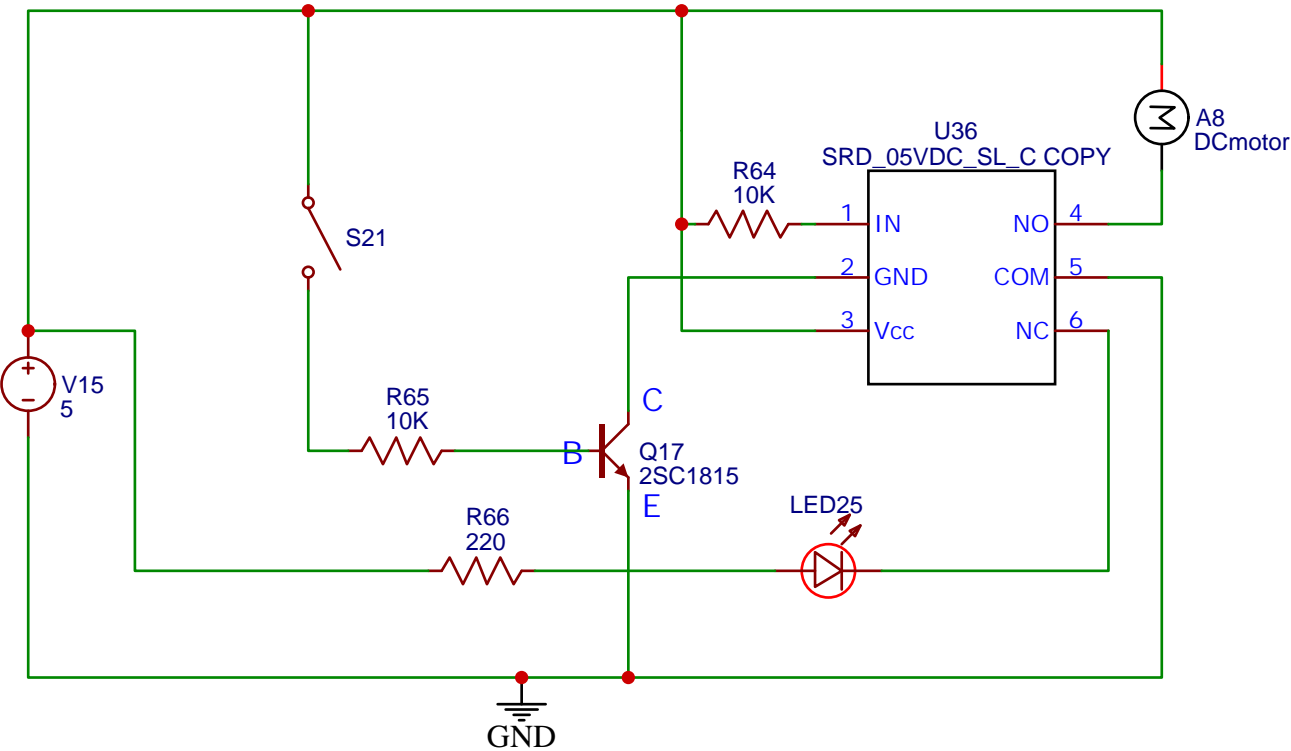 U36
SRD_05VDC_SL_C COPY
A8
DCmotor
R64
10K
1
IN
NO
4
S21
2
GND
COM
5
3
Vcc
NC
6
+
V15
5
R65
10K
C
B
Q17
2SC1815
E
R66
220
LED25
GND